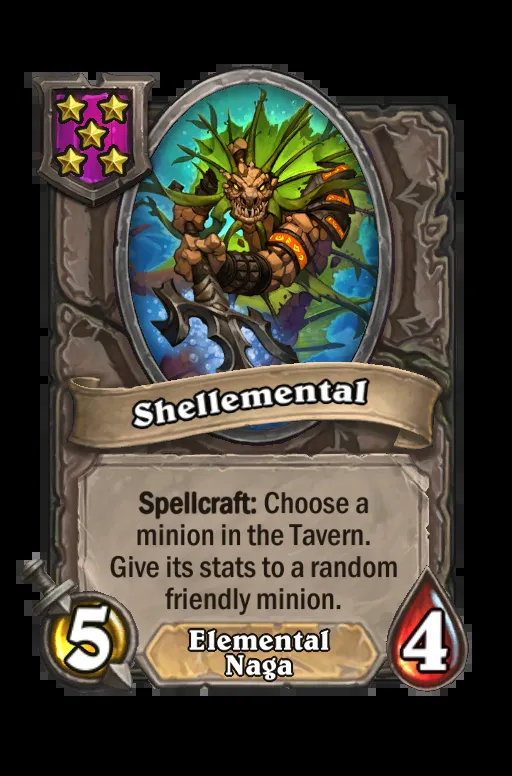 Shellemental
Spellcraft: Choose a
minion in the Tavern.
Give its stats to a random
friendly minion.
5
Elemental
Naga
4